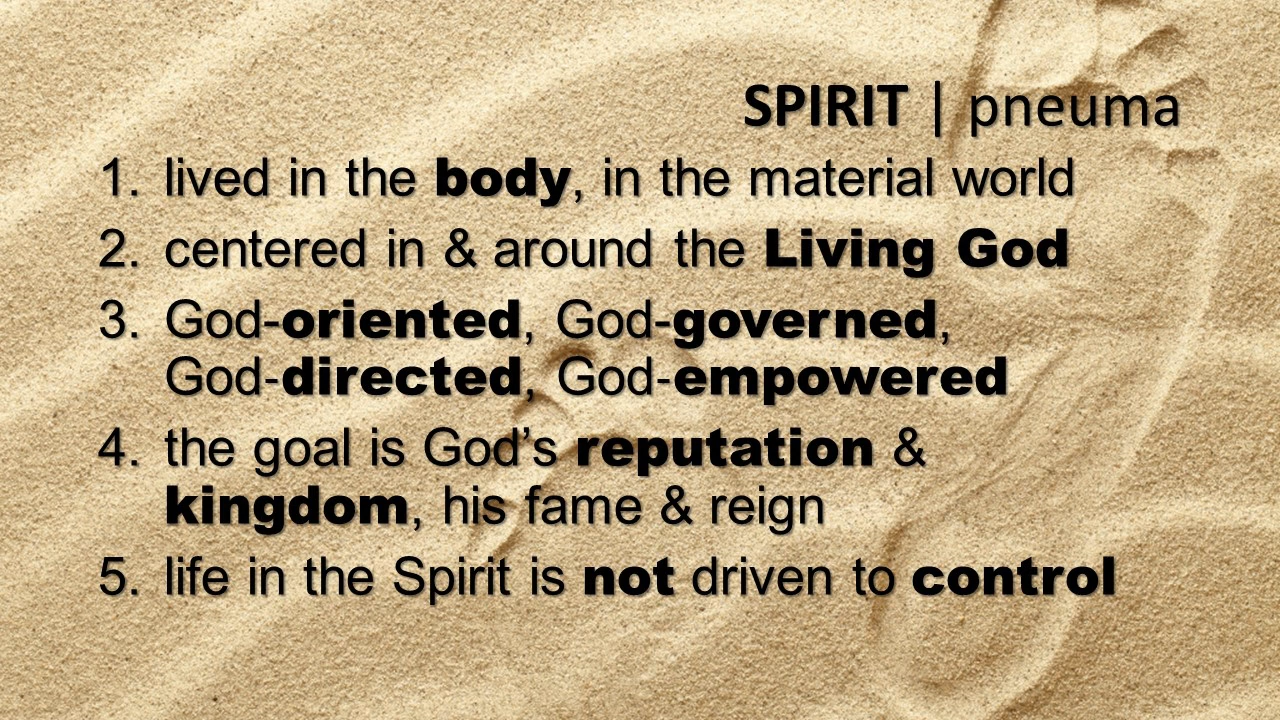 SPIRIT | pneuma
1. lived in the body, in the material world
2. centered in & around the Living God
3. God-oriented, God-governed,
God-directed, God-empowered
4. the goal is God’s reputation &
kingdom, his fame & reign
5. life in the Spirit is not driven to control